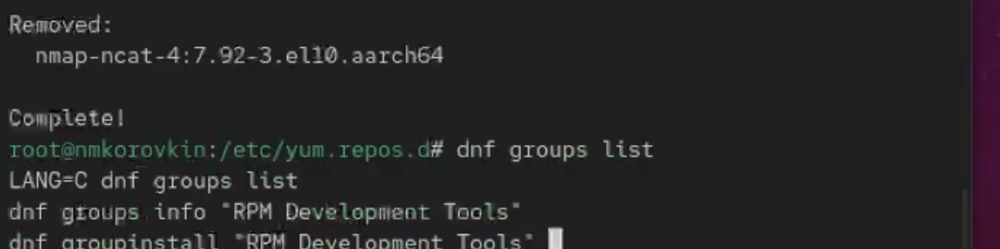 Removed:
nmap-ncat-4:7.92-3.el10.aarch64
Complete!
root@nmkorovkin:/etc/yum.repos.d# dnf groups list
LANG=C dnf groups list
dnf groups info "RPM Development Tools"
dnf groupinstall "RPM Development Tools"